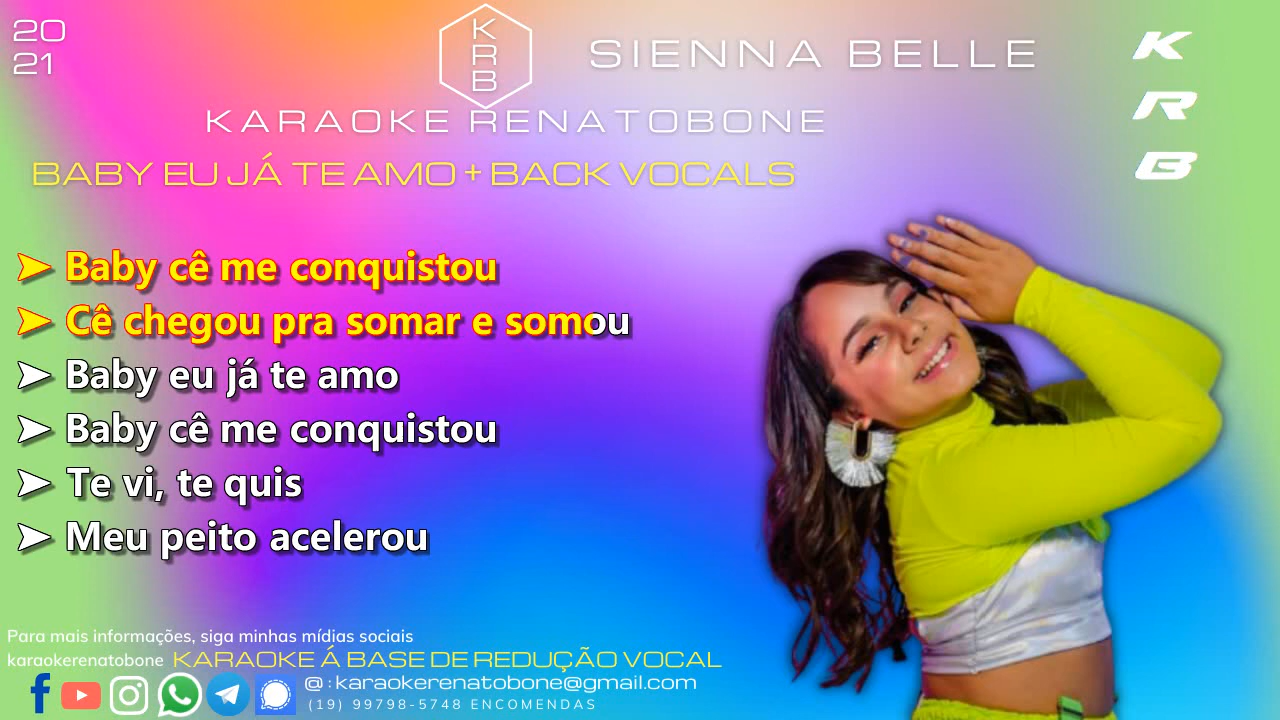 20
21
K
R
B
SIENNA BELLE
K
R
B
KARAOKE RENATOBONE
BABY EU JÁ TE AMO + BACK VOCALS
➤ Baby cê me conquistou
➤ Cê chegou pra somar e somou
➤ Baby eu já te amo
➤ Baby cê me conquistou
➤ Te vi, te quis
➤ Meu peito acelerou
Para mais informações, siga minhas mídias sociais
karaokerenatobone KARAOKE Á BASE DE REDUÇÃO VOCAL
@:karaokerenatobone@gmail.com
(19) 99798-5748 ENCOMENDAS